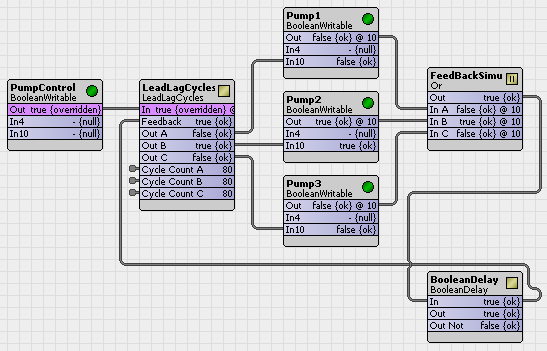 PumpControl
BooleanWritable
Out true {overridden}
In4 - {null}
In10 - {null}
LeadLagCycles
LeadLagCycles
In true {overridden} @
Feedback true {ok}
Out A false {ok}
Out B true {ok}
Out C false {ok}
Cycle Count A 80
Cycle Count B 80
Cycle Count C 80
Pump1
BooleanWritable
Out false {ok} @ 10
In4 - {null}
In10 false {ok}
Pump2
BooleanWritable
Out true {ok} @ 10
In4 - {null}
In10 true {ok}
Pump3
BooleanWritable
Out false {ok} @ 10
In4 - {null}
In10 false {ok}
FeedBackSimu
Or
Out true {ok}
In A false {ok} @ 10
In B true {ok} @ 10
In C false {ok} @ 10
BooleanDelay
BooleanDelay
In true {ok}
Out true {ok}
Out Not false {ok}